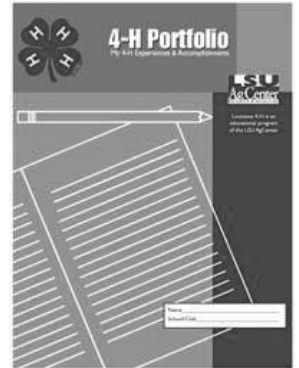 H H
H H
4-H Portfolio
My 4-H Experiences & Accomplishments
LSU
AgCenter
Louisiana 4-H is an
educational program
of the LSU AgCenter
Name
School/Club